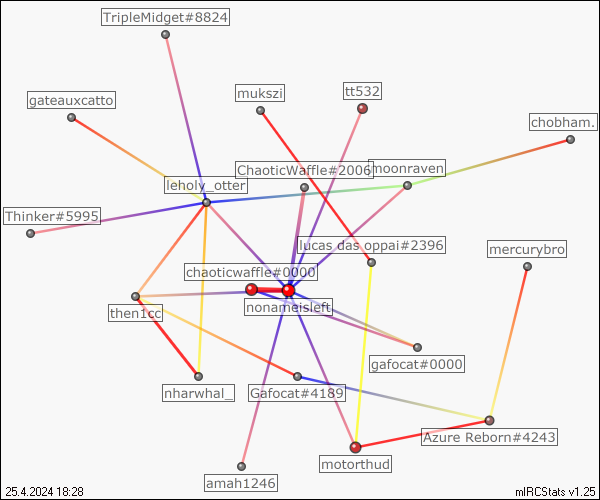 TripleMidget#8824
gateauxcatto
mukszi
tt532
chobham.
ChaoticWaffle#2006
moonraven
leholy_otter
Thinker#5995
lucas das oppai#2396
mercurybro
chaoticwaffle#0000
nonameisleft
then1cc
gafocat#0000
nharwhal_
Gafocat#4189
Azure Reborn#4243
motorthud
amah1246
25.4.2024 18:28
mIRCStats v1.25